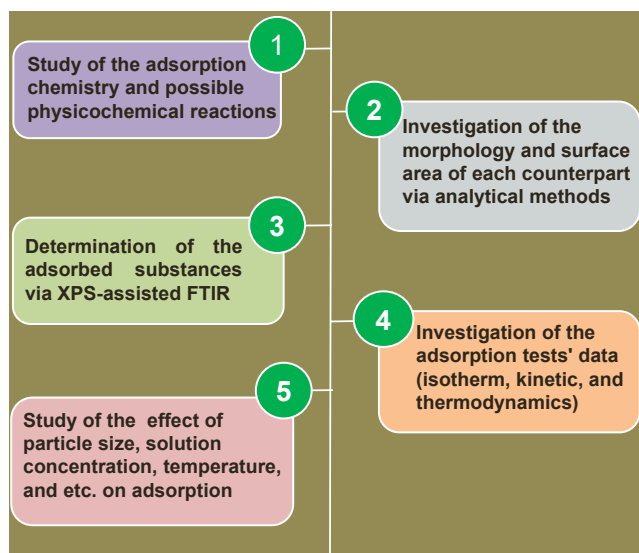 1
Study of the adsorption
chemistry and possible
physicochemical reactions
2
Investigation of the
morphology and surface
area of each counterpart
via analytical methods
3
Determination of the
adsorbed substances
via XPS-assisted FTIR
4
Investigation of the
adsorption tests' data
(isotherm, kinetic, and
thermodynamics)
5
Study of the effect of
particle size, solution
concentration, temperature,
and etc. on adsorption